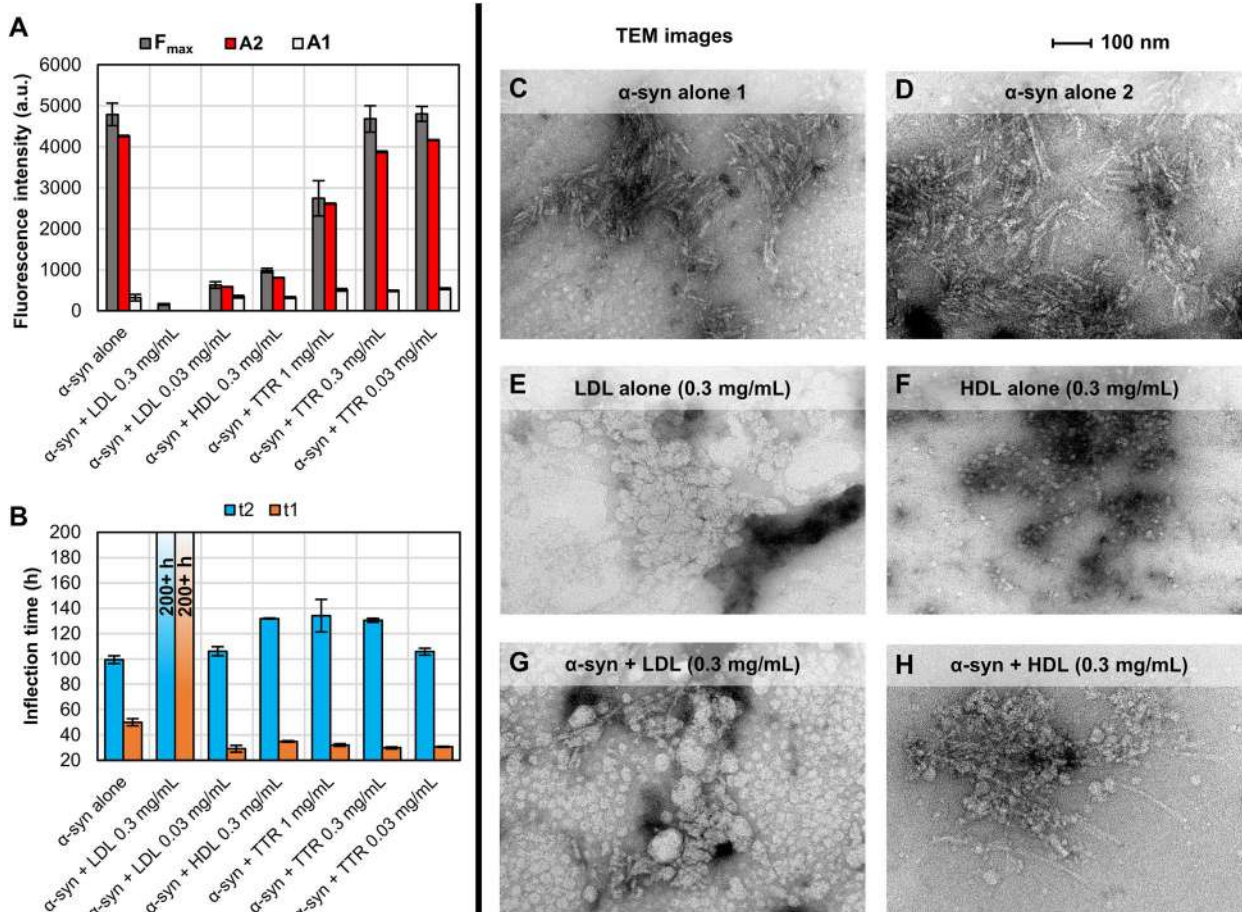 A
F_max A2 A1
Fluorescence intensity (a.u.)
6000
5000
4000
3000
2000
1000
0
α-syn alone
α-syn + LDL 0.3 mg/mL
α-syn + LDL 0.03 mg/mL
α-syn + HDL 0.3 mg/mL
α-syn + TTR 1 mg/mL
α-syn + TTR 0.3 mg/mL
α-syn + TTR 0.03 mg/mL
B
t2 t1
Inflection time (h)
200
180
160
140
120
100
80
60
40
20
200+ h
200+ h
α-syn alone
α-syn + LDL 0.3 mg/mL
α-syn + LDL 0.03 mg/mL
α-syn + HDL 0.3 mg/mL
α-syn + TTR 1 mg/mL
α-syn + TTR 0.3 mg/mL
α-syn + TTR 0.03 mg/mL
TEM images
100 nm
C α-syn alone 1
D α-syn alone 2
E LDL alone (0.3 mg/mL)
F HDL alone (0.3 mg/mL)
G α-syn + LDL (0.3 mg/mL)
H α-syn + HDL (0.3 mg/mL)